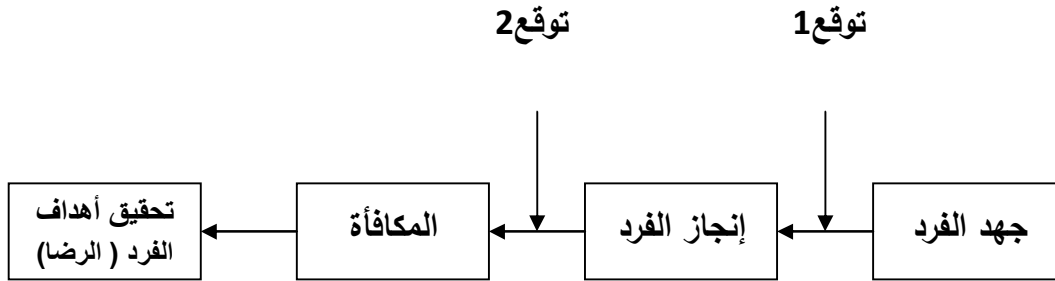 توقع1
توقع2
جهد الفرد
إنجاز الفرد
المكافأة
تحقيق أهداف
الفرد ( الرضا)